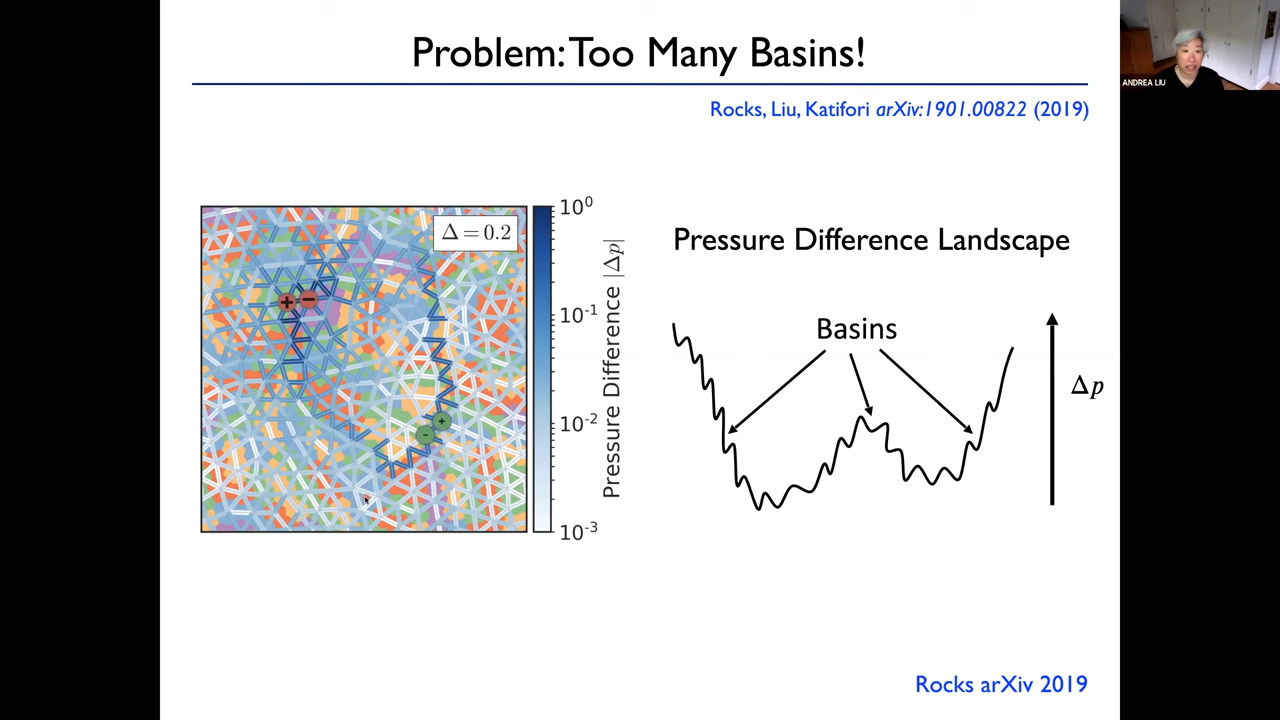 Problem: Too Many Basins!
ANDREA LIU
Rocks, Liu, Katifori arXiv:1901.00822 (2019)
Δ = 0.2
+
−
+
-
10⁰
10⁻¹
10⁻²
10⁻³
Pressure Difference |Δp|
Pressure Difference Landscape
Basins
Δp
Rocks arXiv 2019